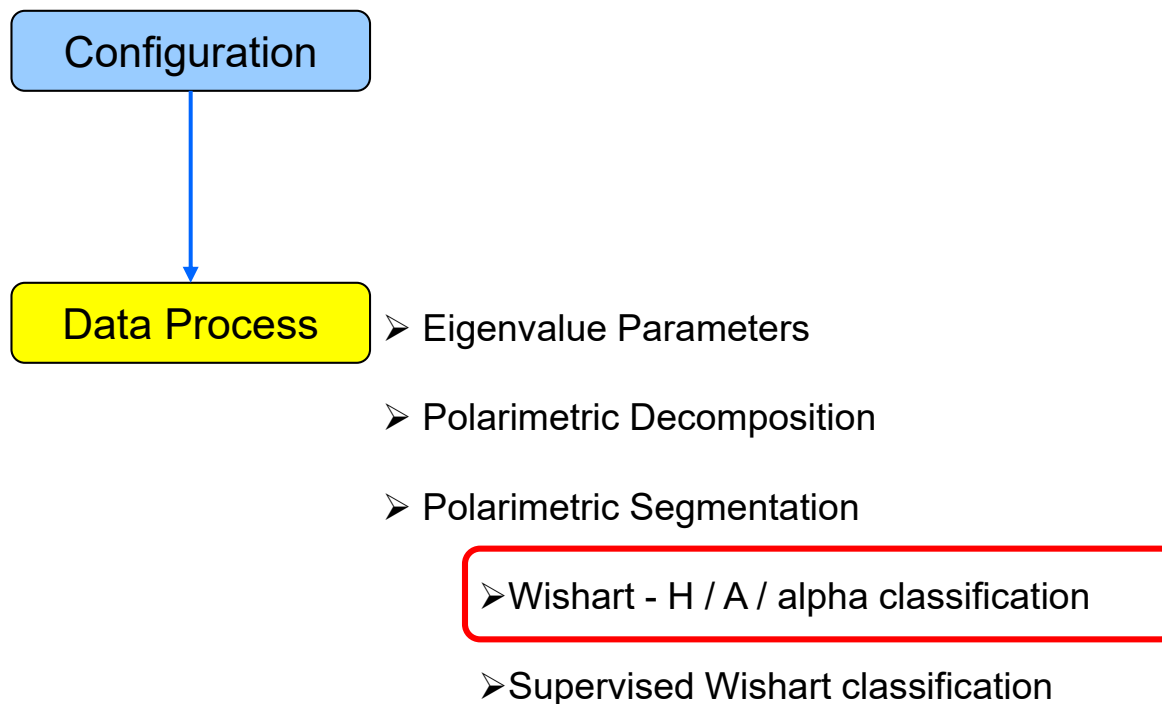 Configuration
Data Process
➢ Eigenvalue Parameters
➢ Polarimetric Decomposition
➢ Polarimetric Segmentation
➢Wishart - H / A / alpha classification
➢Supervised Wishart classification